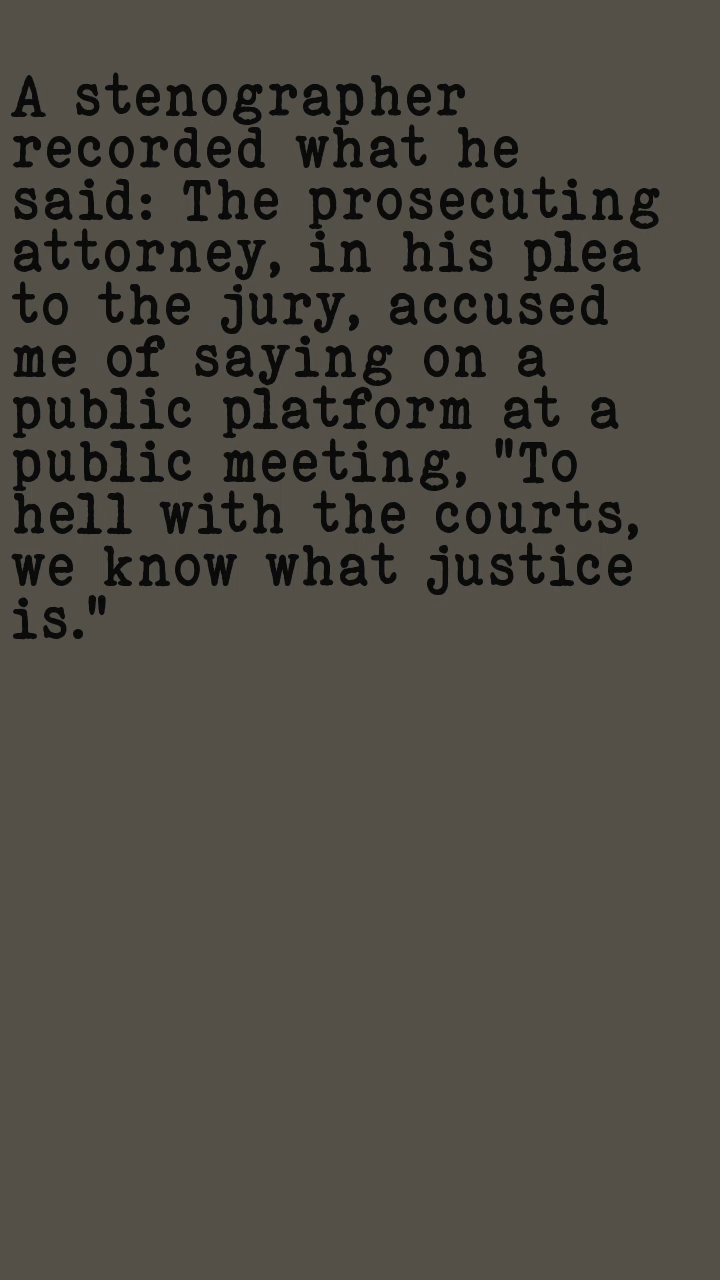 A stenographer
recorded what he
said: The prosecuting
attorney, in his plea
to the jury, accused
me of saying on a
public platform at a
public meeting, "To
hell with the courts,
we know what justice
is."